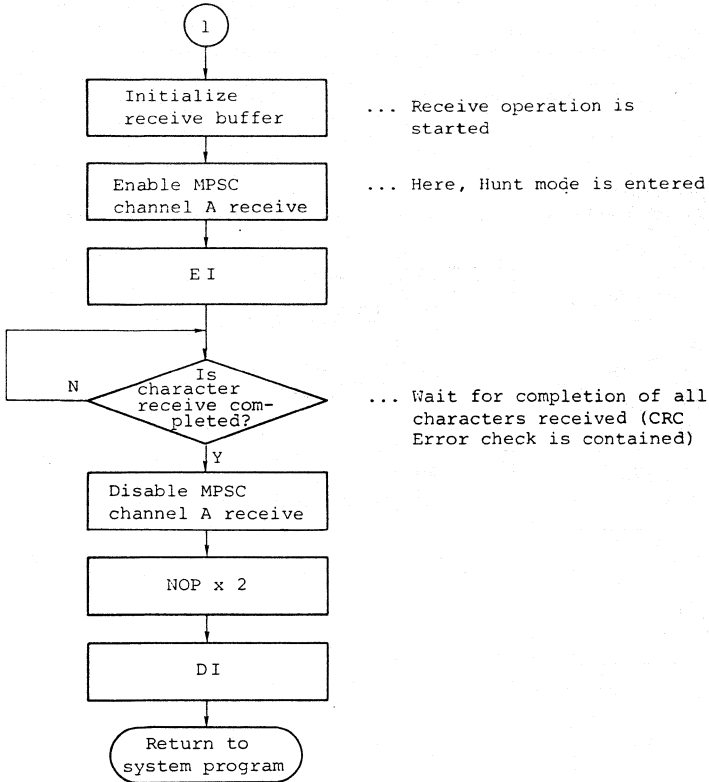 1
Initialize
receive buffer
... Receive operation is
started
Enable MPSC
channel A receive
... Here, Hunt mode is entered
EI
N
Is
character
receive com-
pleted?
... Wait for completion of all
characters received (CRC
Error check is contained)
Y
Disable MPSC
channel A receive
NOP x 2
DI
Return to
system program